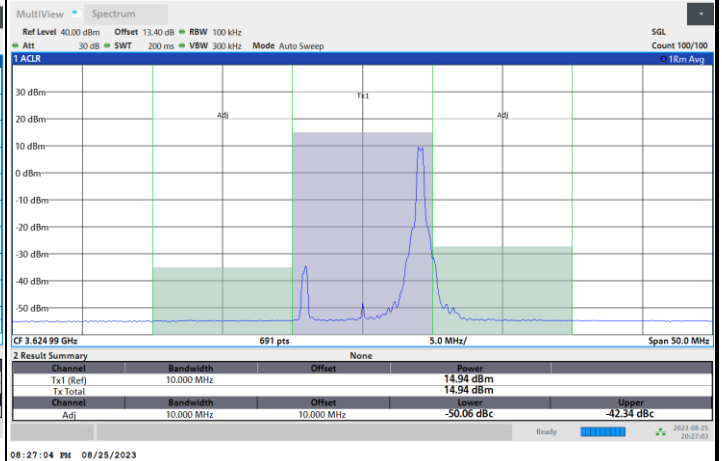 MultiView Spectrum
Ref Level 40.00 dBm Offset 13.40 dB RBW 100 kHz SGL
Att 30 dB SWT 200 ms VBW 300 kHz Mode Auto Sweep Count 100/100
1 ACLR 1Rm Avg
30 dBm
Tx1
20 dBm Adj Adj
10 dBm
0 dBm
-10 dBm
-20 dBm
-30 dBm
-40 dBm
-50 dBm
CF 3.624 99 GHz 691 pts 5.0 MHz/ Span 50.0 MHz
2 Result Summary None
Channel Bandwidth Offset Power
Tx1 (Ref) 10.000 MHz 14.94 dBm
Tx Total 14.94 dBm
Channel Bandwidth Offset Lower Upper
Adj 10.000 MHz 10.000 MHz -50.06 dBc -42.34 dBc
Ready 2023-08-25
20:27:03
08:27:04 PM 08/25/2023